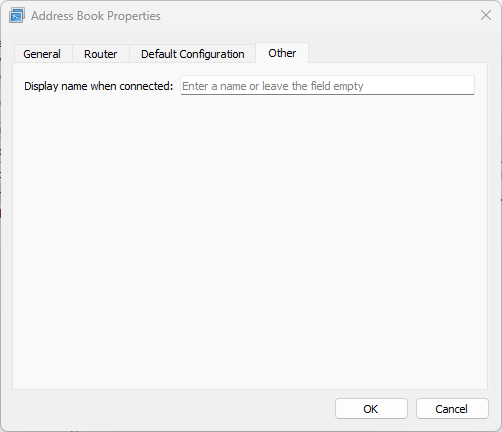 Address Book Properties
General Router Default Configuration Other
Display name when connected: Enter a name or leave the field empty
OK Cancel